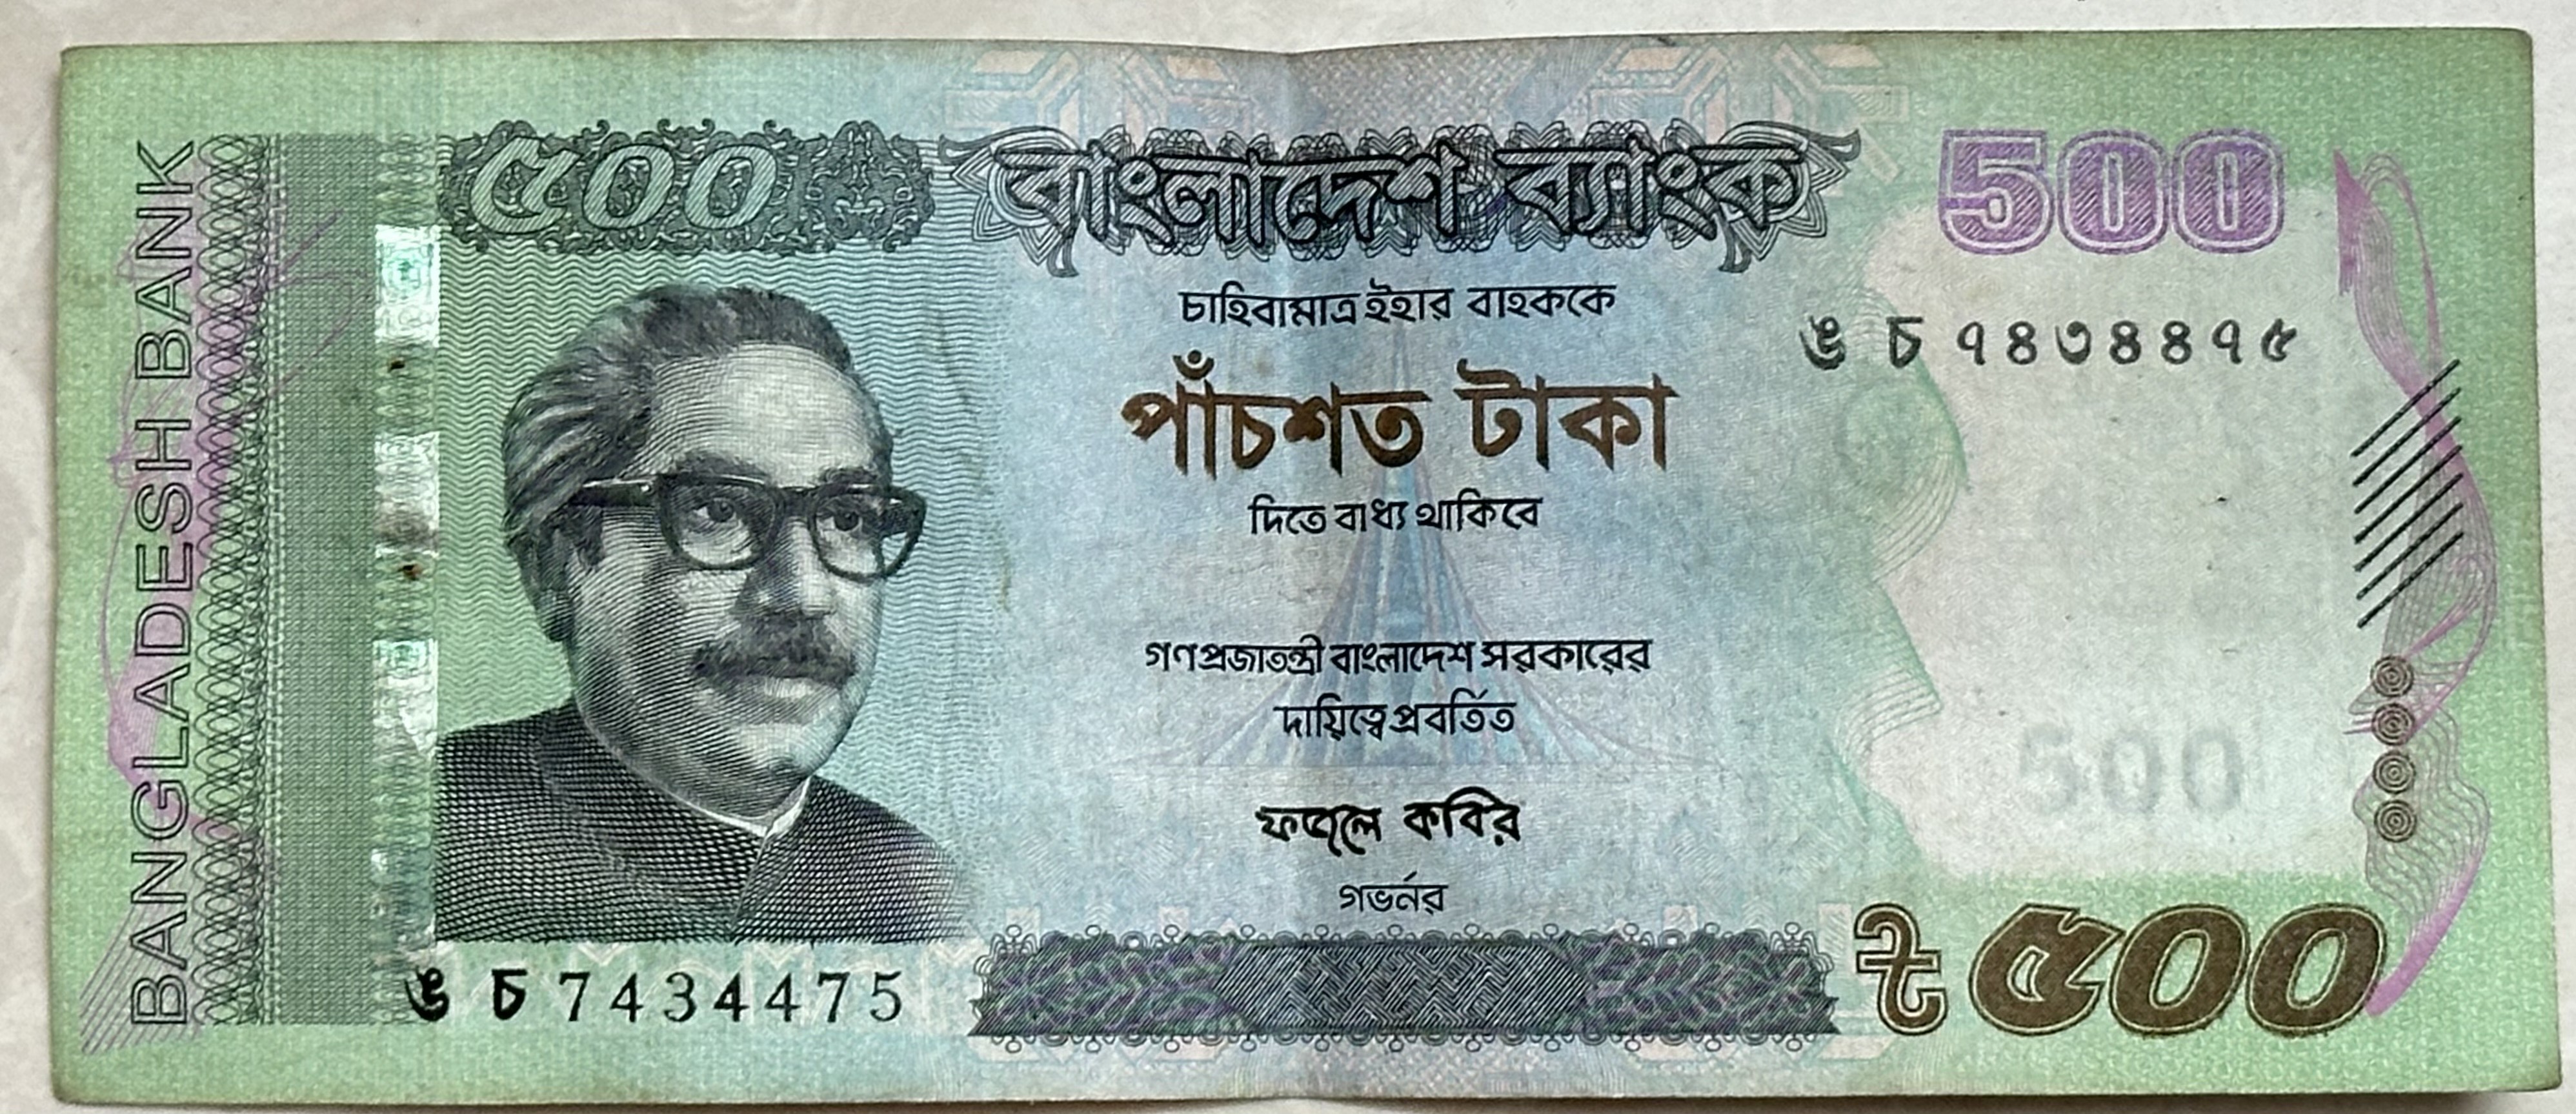 BANGLADESH BANK
৫০০
বাংলাদেশ ব্যাংক
500
চাহিবামাত্র ইহার বাহককে
ঙ চ ৭৪৩৪৪৭৫
পাঁচশত টাকা
দিতে বাধ্য থাকিবে
গণপ্রজাতন্ত্রী বাংলাদেশ সরকারের
দায়িত্বে প্রবর্তিত
500
ফজলে কবির
গভর্নর
ঙ চ 7434475
৳ ৫০০